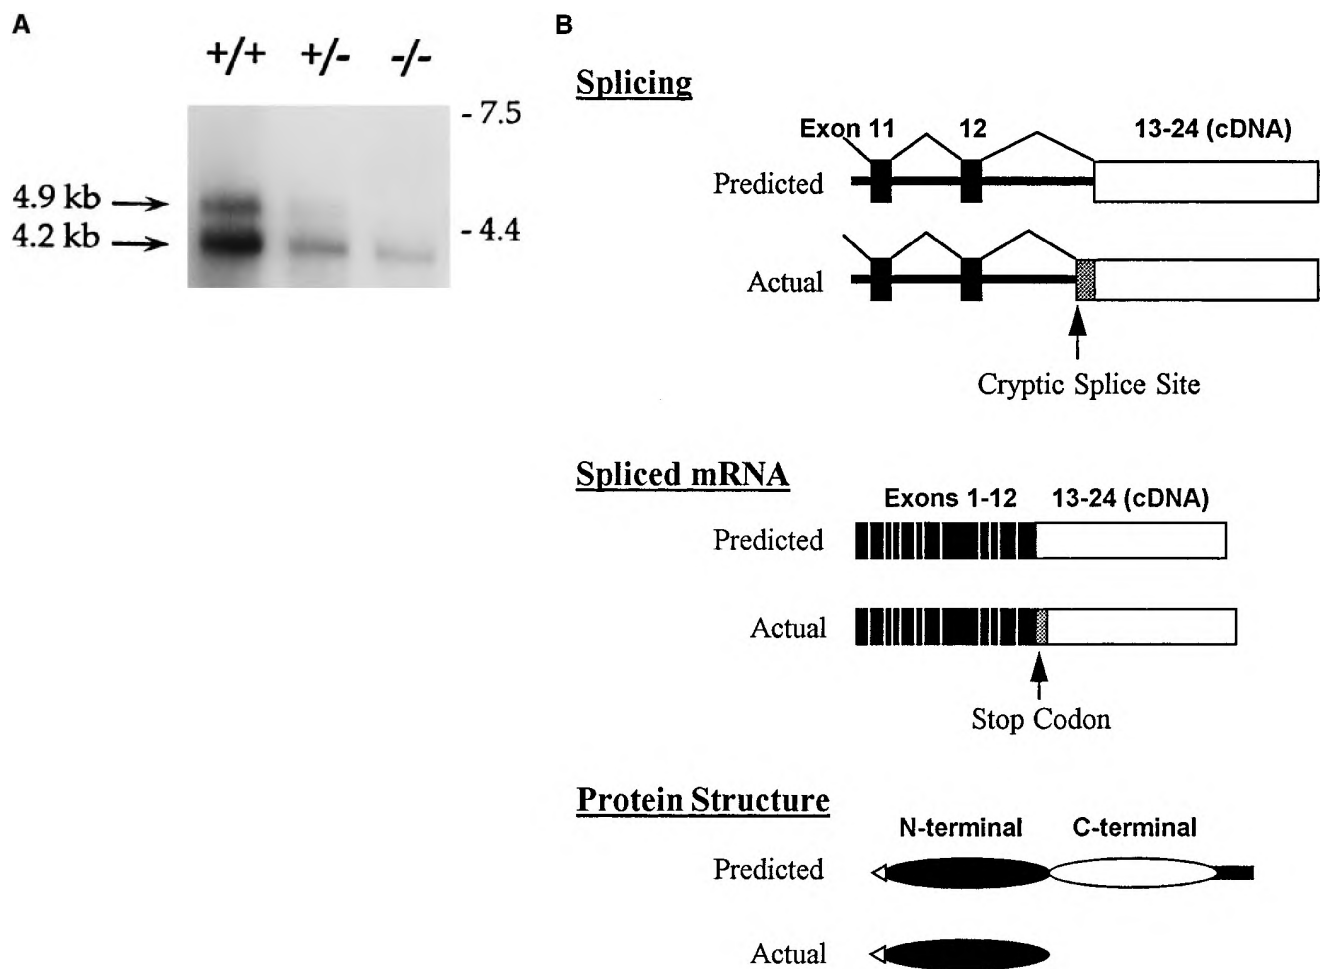 A
+/+ +/- -/-
- 7.5
4.9 kb
4.2 kb
- 4.4
B
Splicing
Exon 11 12 13-24 (cDNA)
Predicted
Actual
Cryptic Splice Site
Spliced mRNA
Exons 1-12 13-24 (cDNA)
Predicted
Actual
Stop Codon
Protein Structure
N-terminal C-terminal
Predicted
Actual